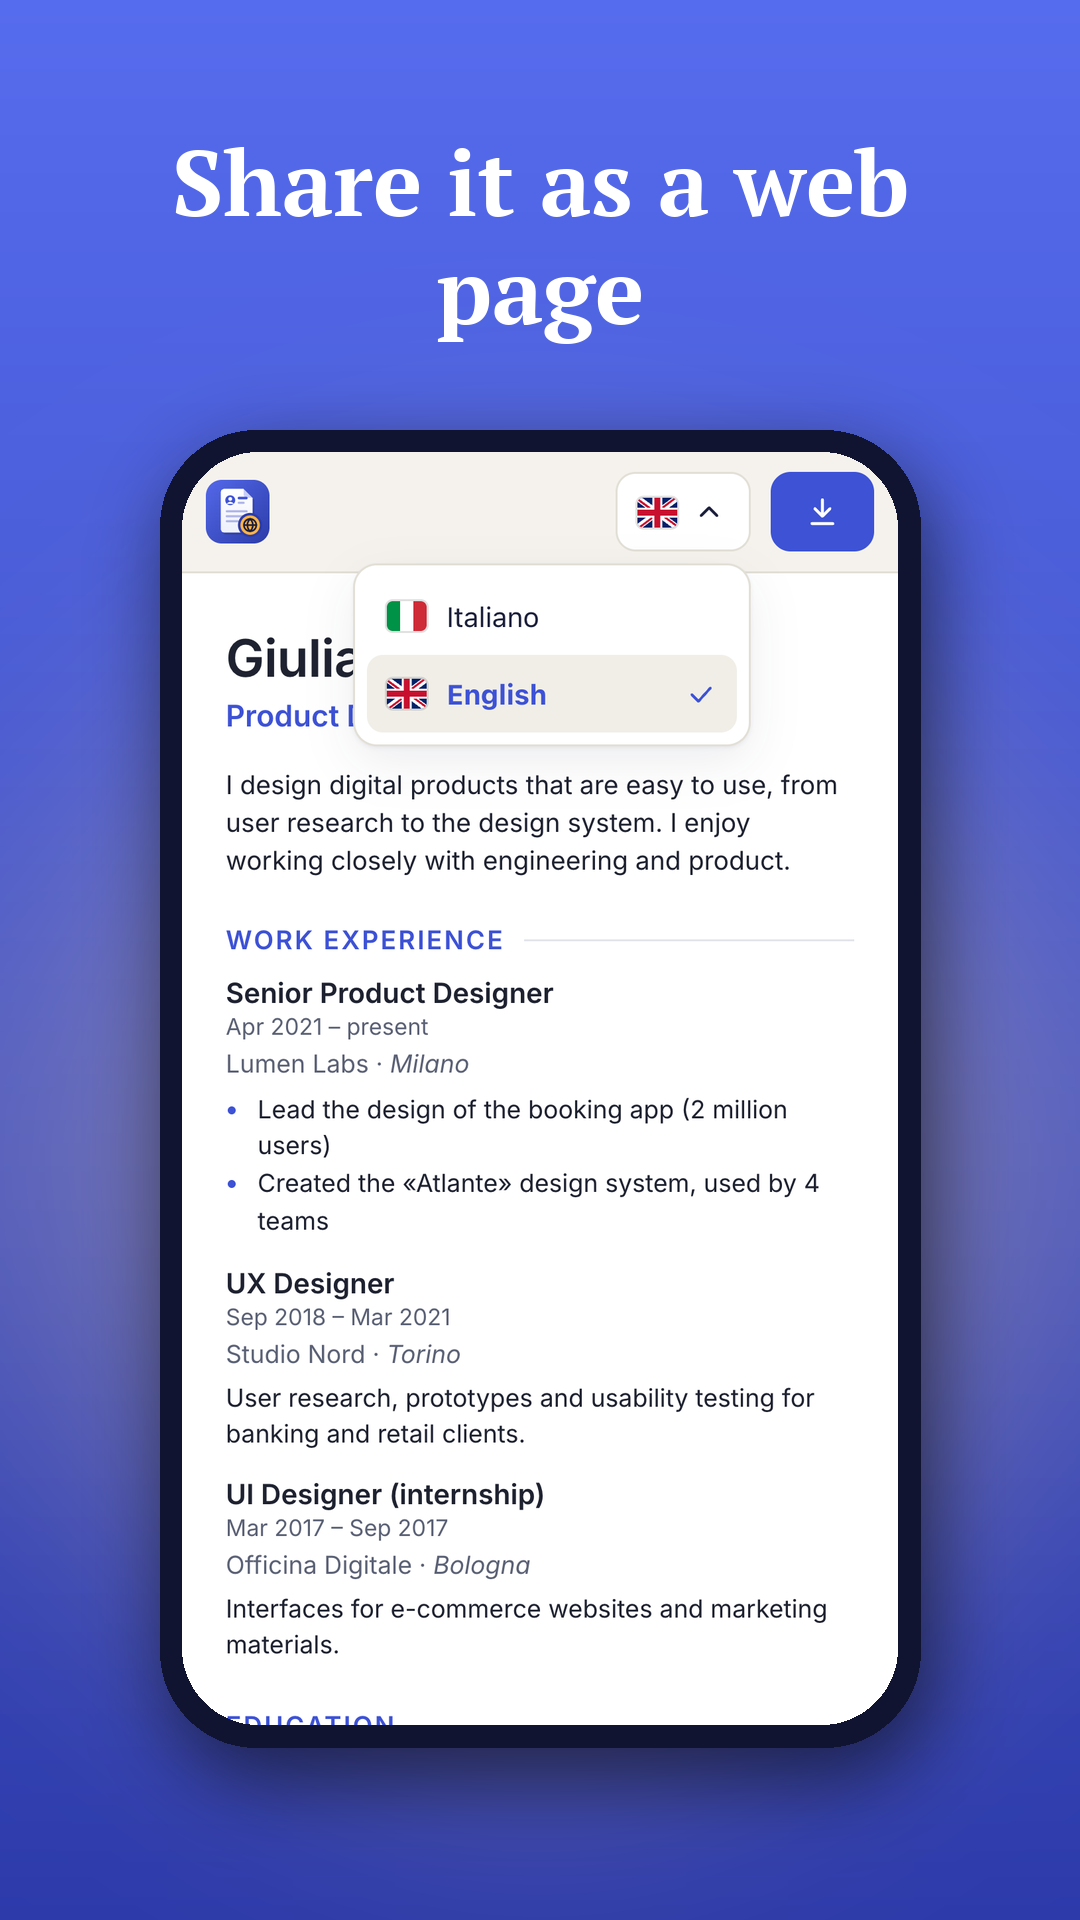 Share it as a web
page
Italiano
English
Giulia
Product
I design digital products that are easy to use, from
user research to the design system. I enjoy
working closely with engineering and product.
WORK EXPERIENCE
Senior Product Designer
Apr 2021 – present
Lumen Labs · Milano
• Lead the design of the booking app (2 million
users)
• Created the «Atlante» design system, used by 4
teams
UX Designer
Sep 2018 – Mar 2021
Studio Nord · Torino
User research, prototypes and usability testing for
banking and retail clients.
UI Designer (internship)
Mar 2017 – Sep 2017
Officina Digitale · Bologna
Interfaces for e-commerce websites and marketing
materials.
EDUCATION